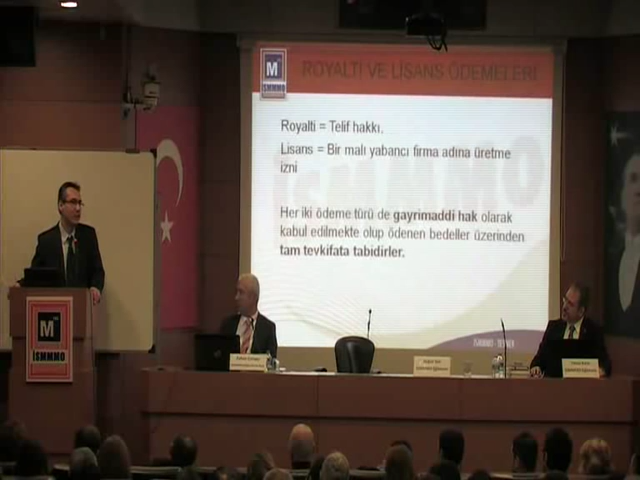 ROYALTİ VE LİSANS ÖDEMELERİ
M
İSMMMO
Royalti = Telif hakkı,
Lisans = Bir malı yabancı firma adına üretme
izni
Her iki ödeme türü de gayrimaddi hak olarak
kabul edilmekte olup ödenen bedeller üzerinden
tam tevkifata tabidirler.
M
İSMMMO